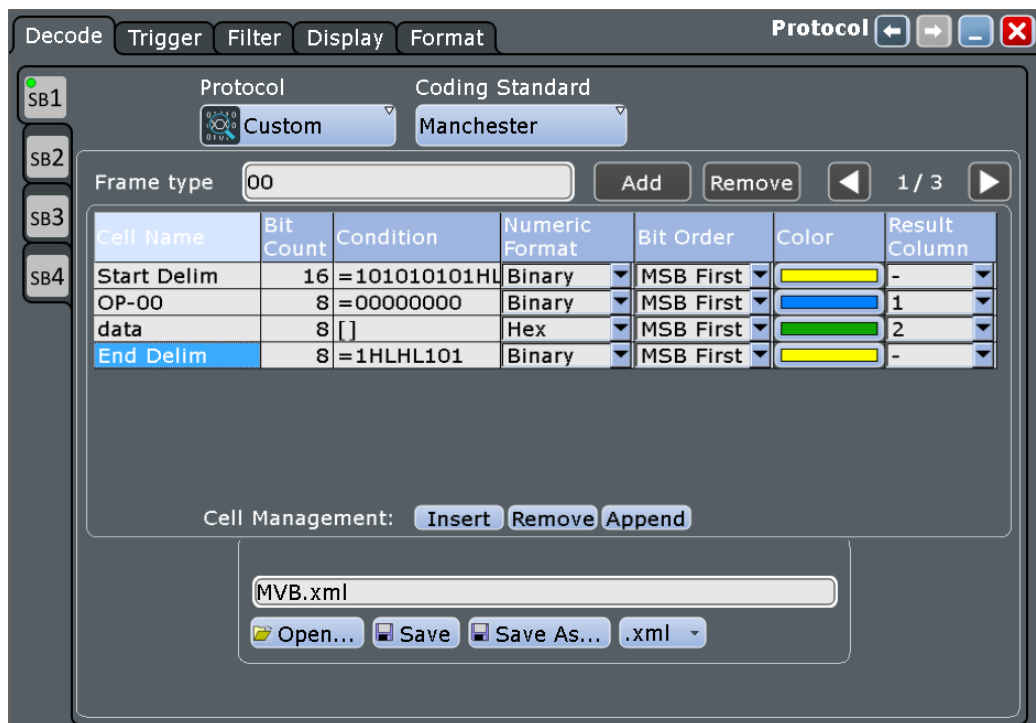 Decode Trigger Filter Display Format Protocol
SB1
SB2
SB3
SB4
Protocol Coding Standard
Custom Manchester
Frame type 00 Add Remove 1 / 3
Cell Name Bit Count Condition Numeric Format Bit Order Color Result Column
Start Delim 16 =101010101HL Binary MSB First -
OP-00 8 =00000000 Binary MSB First 1
data 8 [] Hex MSB First 2
End Delim 8 =1HLHL101 Binary MSB First -
Cell Management: Insert Remove Append
MVB.xml
Open... Save Save As... .xml